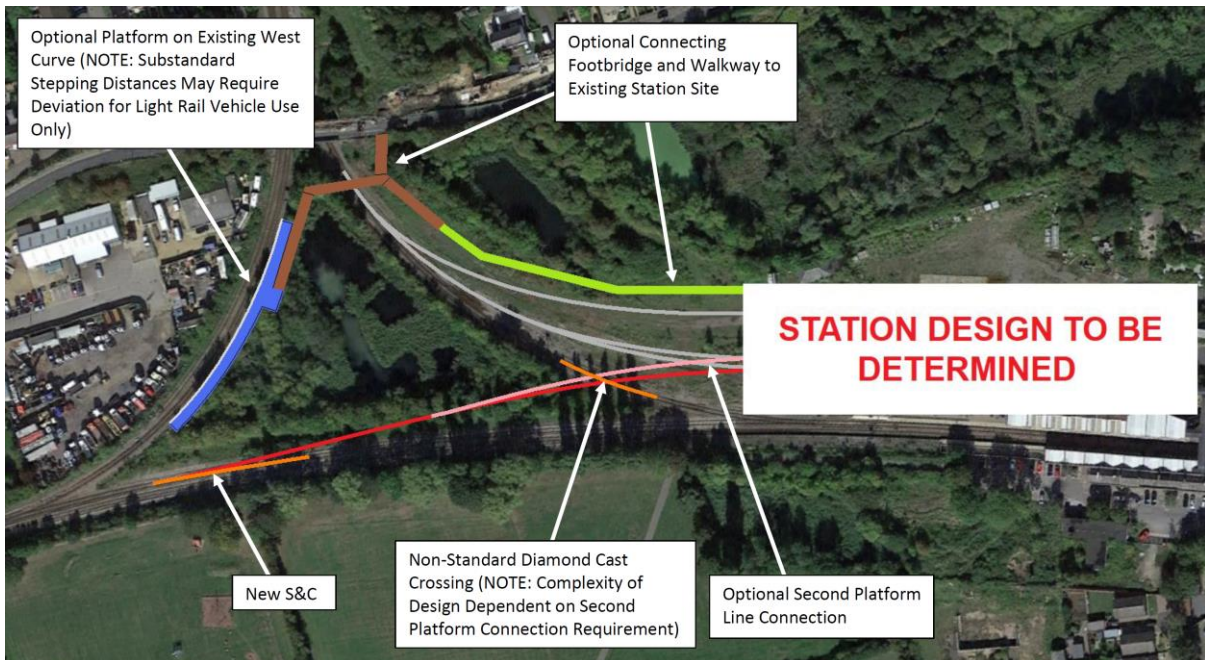 Optional Platform on Existing West
Curve (NOTE: Substandard
Stepping Distances May Require
Deviation for Light Rail Vehicle Use
Only)
Optional Connecting
Footbridge and Walkway to
Existing Station Site
STATION DESIGN TO BE
DETERMINED
New S&C
Non-Standard Diamond Cast
Crossing (NOTE: Complexity of
Design Dependent on Second
Platform Connection Requirement)
Optional Second Platform
Line Connection